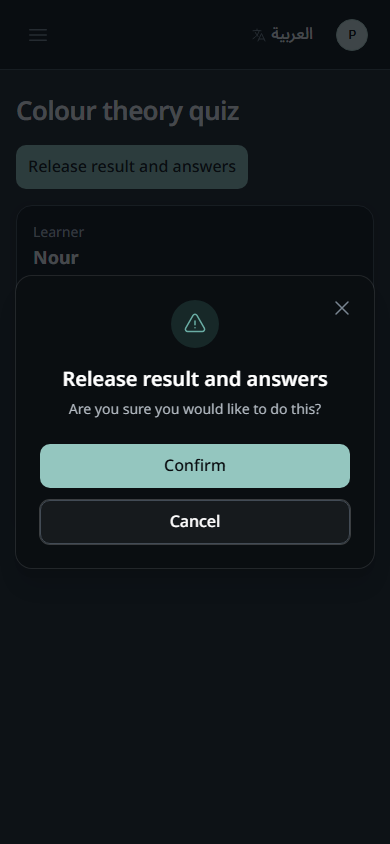 العربية
P
Colour theory quiz
Release result and answers
Learner
Nour
Release result and answers
Are you sure you would like to do this?
Confirm
Cancel